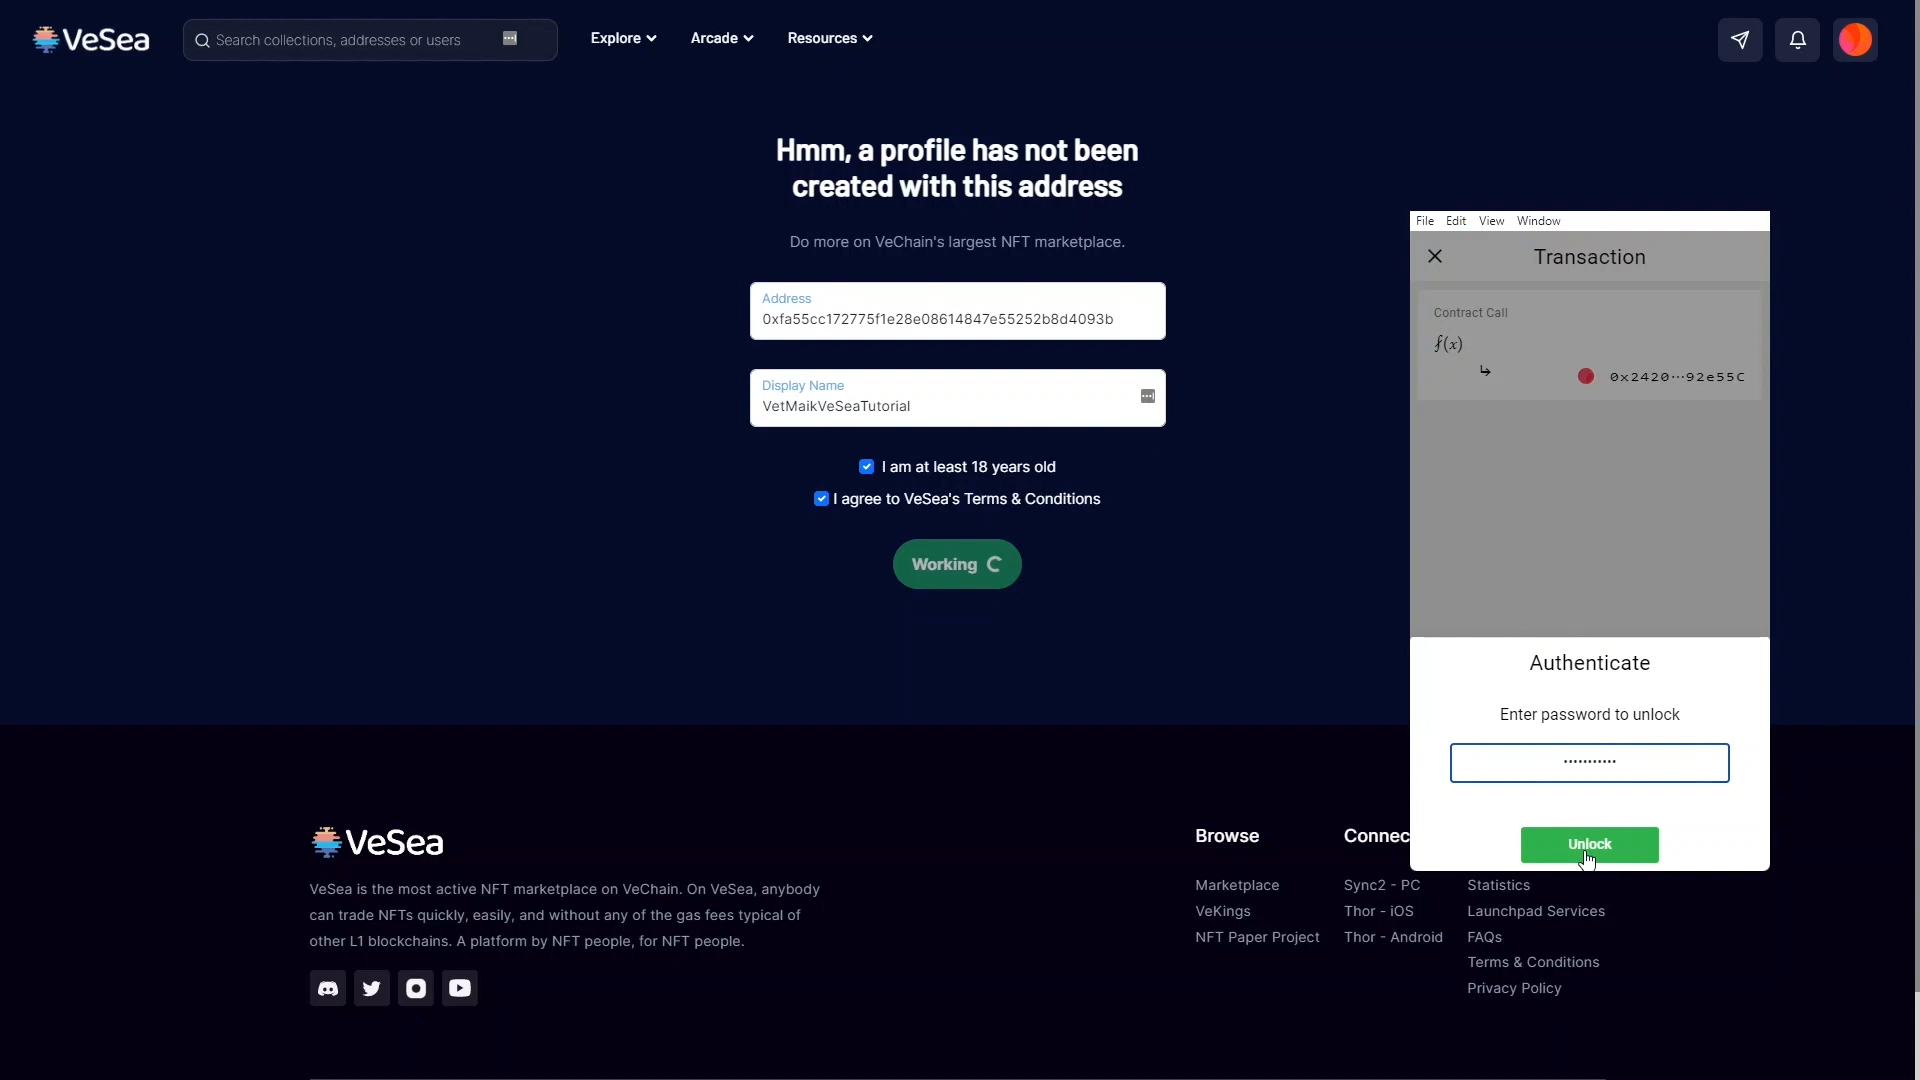 VeSea
Search collections, addresses or users
Explore
Arcade
Resources
Hmm, a profile has not been
created with this address
Do more on VeChain's largest NFT marketplace.
Address
0xfa55cc172775f1e28e08614847e55252b8d4093b
Display Name
VetMaikVeSeaTutorial
I am at least 18 years old
I agree to VeSea's Terms & Conditions
Working
File Edit View Window
Transaction
Contract Call
f(x)
0x2420···92e55C
Authenticate
Enter password to unlock
···········
Unlock
VeSea
VeSea is the most active NFT marketplace on VeChain. On VeSea, anybody
can trade NFTs quickly, easily, and without any of the gas fees typical of
other L1 blockchains. A platform by NFT people, for NFT people.
Browse
Marketplace
VeKings
NFT Paper Project
Connec
Sync2 - PC
Thor - iOS
Thor - Android
Statistics
Launchpad Services
FAQs
Terms & Conditions
Privacy Policy